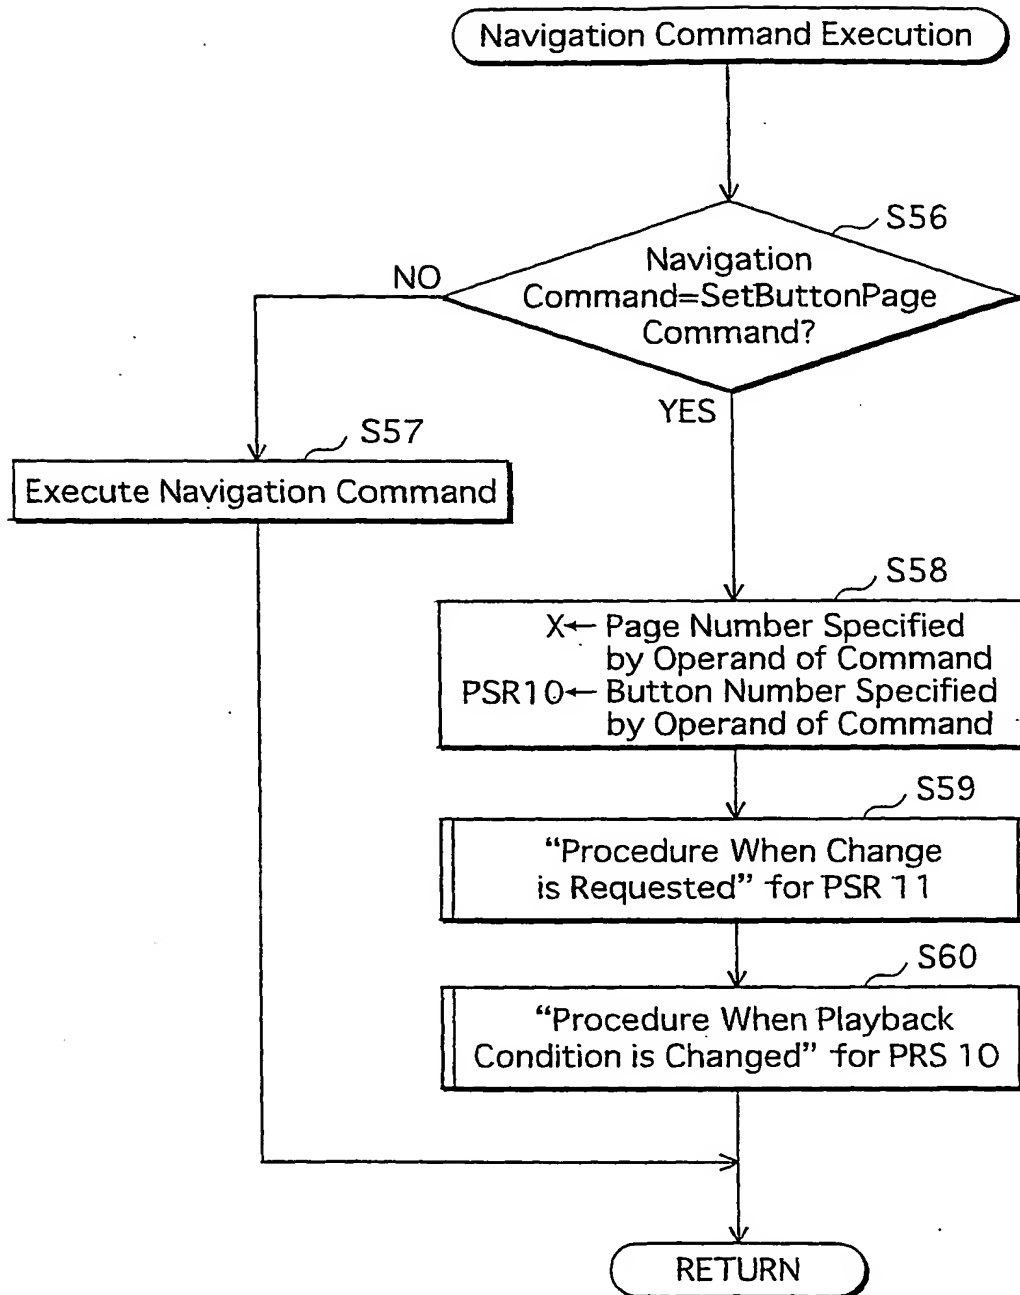 Navigation Command Execution
S56
Navigation
Command=SetButtonPage
Command?
NO
YES
S57
Execute Navigation Command
S58
X← Page Number Specified
by Operand of Command
PSR10← Button Number Specified
by Operand of Command
S59
“Procedure When Change
is Requested” for PSR 11
S60
“Procedure When Playback
Condition is Changed” for PRS 10
RETURN